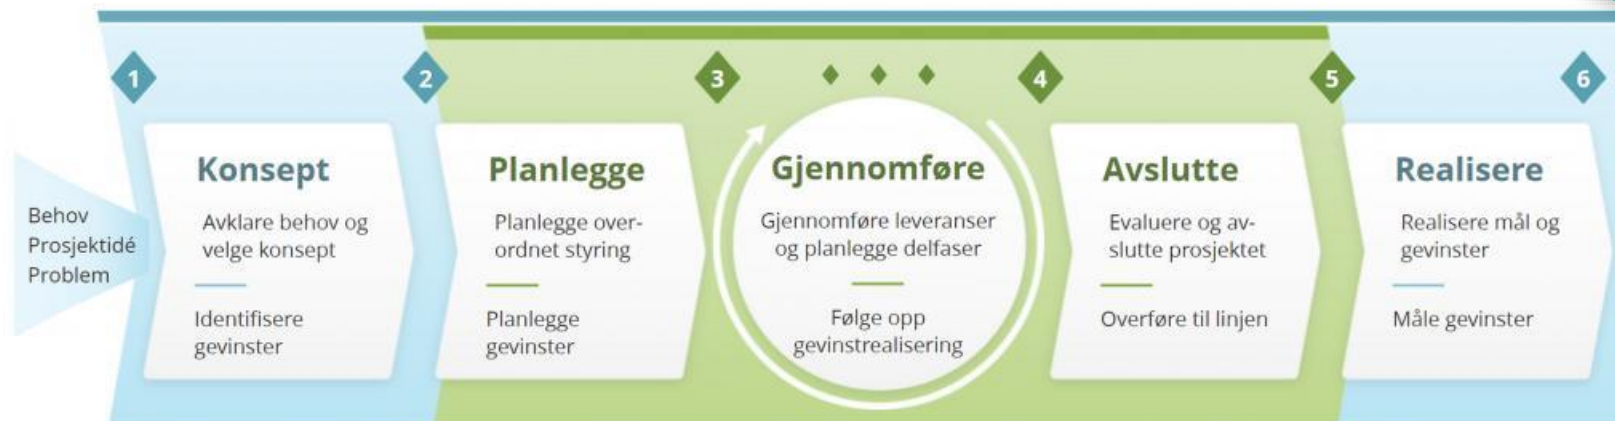 1
2
3
4
5
6
Behov
Prosjektidé
Problem
Konsept
Avklare behov og
velge konsept
Identifisere
gevinster
Planlegge
Planlegge over-
ordnet styring
Planlegge
gevinster
Gjennomføre
Gjennomføre leveranser
og planlegge delfaser
Følge opp
gevinstrealisering
Avslutte
Evaluere og av-
slutte prosjektet
Overføre til linjen
Realisere
Realisere mål og
gevinster
Måle gevinster